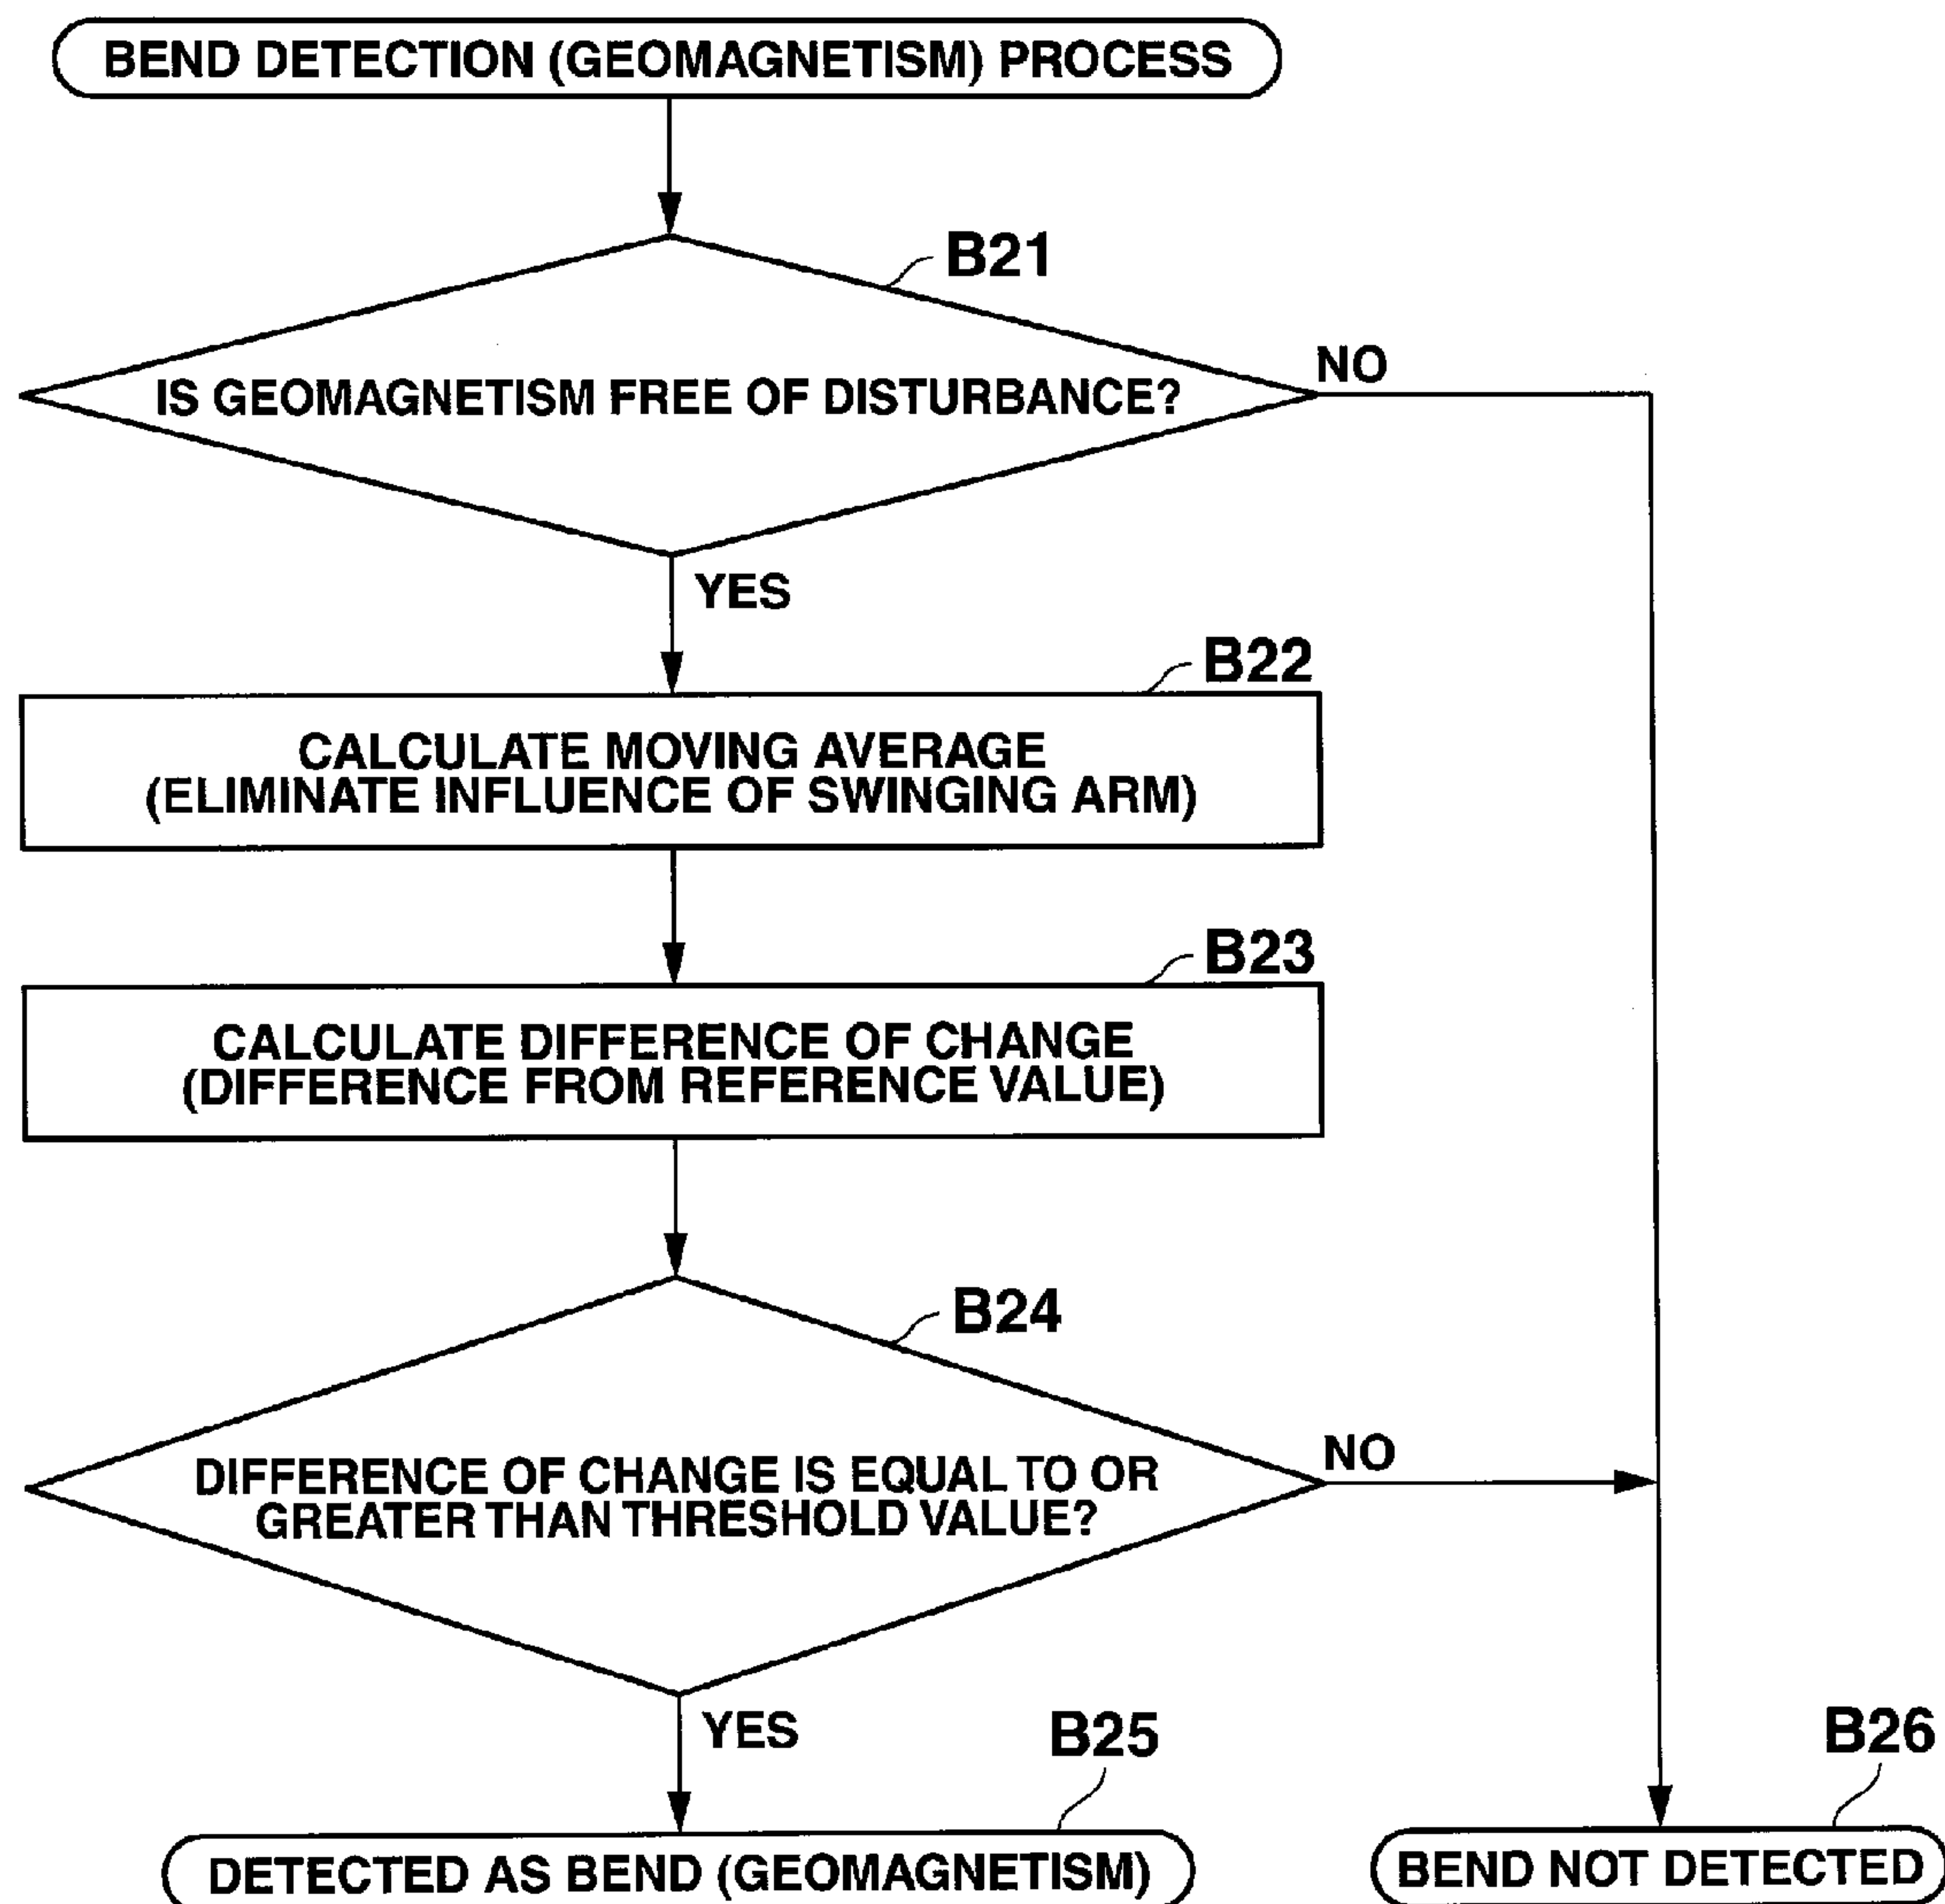 BEND DETECTION (GEOMAGNETISM) PROCESS
B21
IS GEOMAGNETISM FREE OF DISTURBANCE?
NO
YES
B22
CALCULATE MOVING AVERAGE
(ELIMINATE INFLUENCE OF SWINGING ARM)
B23
CALCULATE DIFFERENCE OF CHANGE
(DIFFERENCE FROM REFERENCE VALUE)
B24
DIFFERENCE OF CHANGE IS EQUAL TO OR
GREATER THAN THRESHOLD VALUE?
NO
YES
B25
DETECTED AS BEND (GEOMAGNETISM)
B26
BEND NOT DETECTED